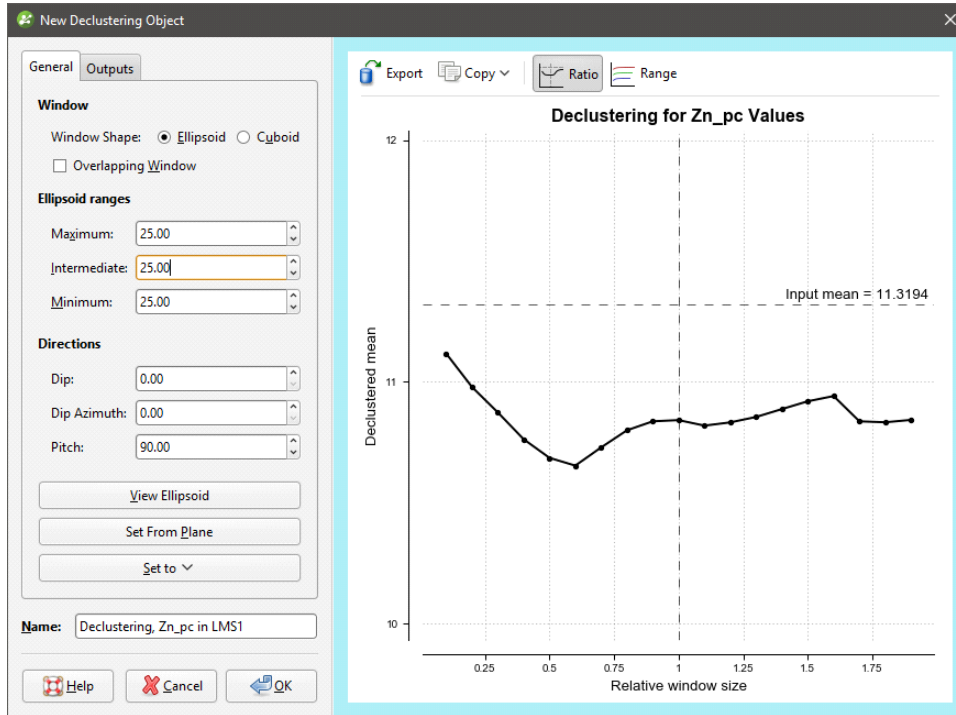 New Declustering Object
General Outputs
Window
Window Shape: Ellipsoid Cuboid
Overlapping Window
Ellipsoid ranges
Maximum: 25.00
Intermediate: 25.00
Minimum: 25.00
Directions
Dip: 0.00
Dip Azimuth: 0.00
Pitch: 90.00
View Ellipsoid
Set From Plane
Set to
Name: Declustering, Zn_pc in LMS1
Help Cancel OK
Export Copy Ratio Range
Declustering for Zn_pc Values
12
Input mean = 11.3194
Declustered mean
11
10
0.25 0.5 0.75 1 1.25 1.5 1.75
Relative window size